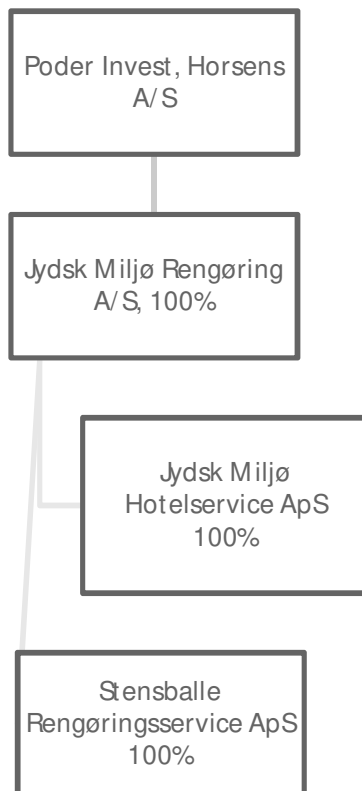 Poder Invest, Horsens
A/S
Jydsk Miljø Rengøring
A/S, 100%
Jydsk Miljø
Hotelservice ApS
100%
Stensballe
Rengøringsservice ApS
100%